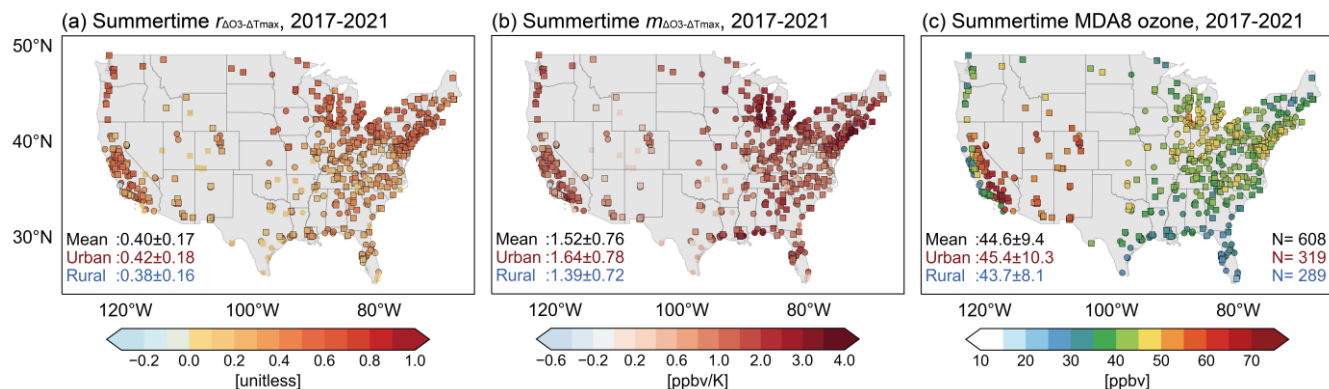 (a) Summertime rΔO3-ΔTmax, 2017-2021
(b) Summertime mΔO3-ΔTmax, 2017-2021
(c) Summertime MDA8 ozone, 2017-2021
50°N
40°N
30°N
Mean :0.40±0.17
Urban :0.42±0.18
Rural :0.38±0.16
Mean :1.52±0.76
Urban :1.64±0.78
Rural :1.39±0.72
Mean :44.6±9.4
Urban :45.4±10.3
Rural :43.7±8.1
N= 608
N= 319
N= 289
120°W 100°W 80°W
120°W 100°W 80°W
120°W 100°W 80°W
−0.2 0.0 0.2 0.4 0.6 1.0
[unitless]
−0.6 −0.2 0.2 0.6 1.0 2.0 3.0 4.0
[ppbv/K]
10 20 30 40 50 60 70
[ppbv]